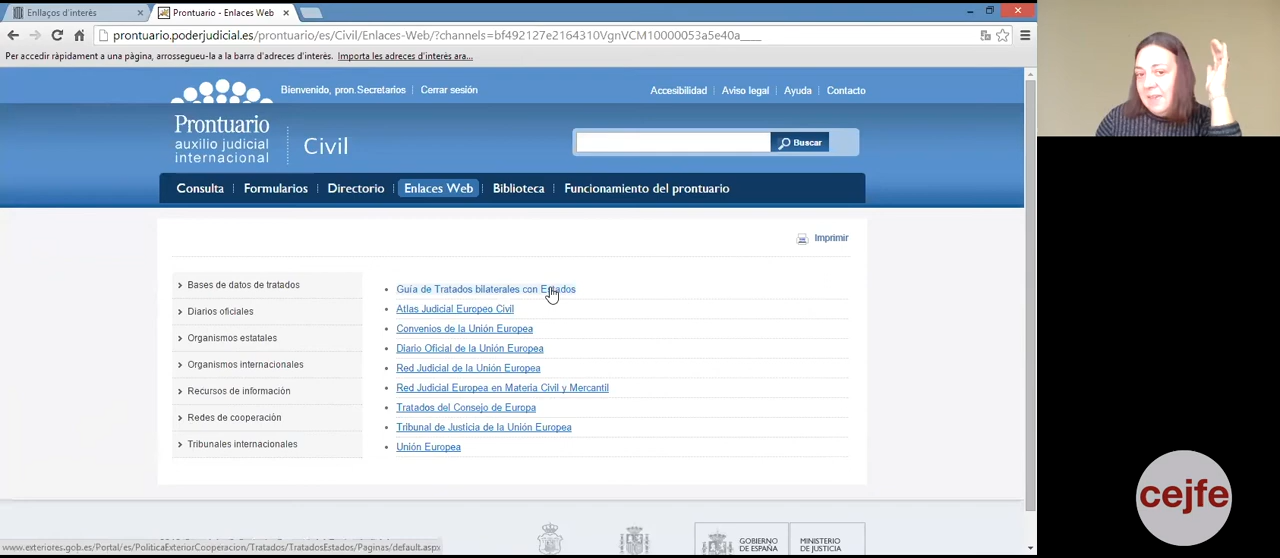 Enllaços d'interès
Prontuario - Enlaces Web
prontuario.poderjudicial.es/prontuario/es/Civil/Enlaces-Web/?channels=bf492127e2164310VgnVCM10000053a5e40a____
Per accedir ràpidament a una pàgina, arrossegueu-la a la barra d'adreces d'interès. Importa les adreces d'interès ara...
Bienvenido, pron.Secretarios | Cerrar sesión
Accesibilidad | Aviso legal | Ayuda | Contacto
Prontuario
auxilio judicial
internacional
Civil
Buscar
Consulta | Formularios | Directorio | Enlaces Web | Biblioteca | Funcionamiento del prontuario
Imprimir
Bases de datos de tratados
Diarios oficiales
Organismos estatales
Organismos internacionales
Recursos de información
Redes de cooperación
Tribunales internacionales
Guía de Tratados bilaterales con Estados
Atlas Judicial Europeo Civil
Convenios de la Unión Europea
Diario Oficial de la Unión Europea
Red Judicial de la Unión Europea
Red Judicial Europea en Materia Civil y Mercantil
Tratados del Consejo de Europa
Tribunal de Justicia de la Unión Europea
Unión Europea
GOBIERNO
DE ESPAÑA
MINISTERIO
DE JUSTICIA
www.exteriores.gob.es/Portal/es/PoliticaExteriorCooperacion/Tratados/TratadosEstados/Paginas/default.aspx
cejfe